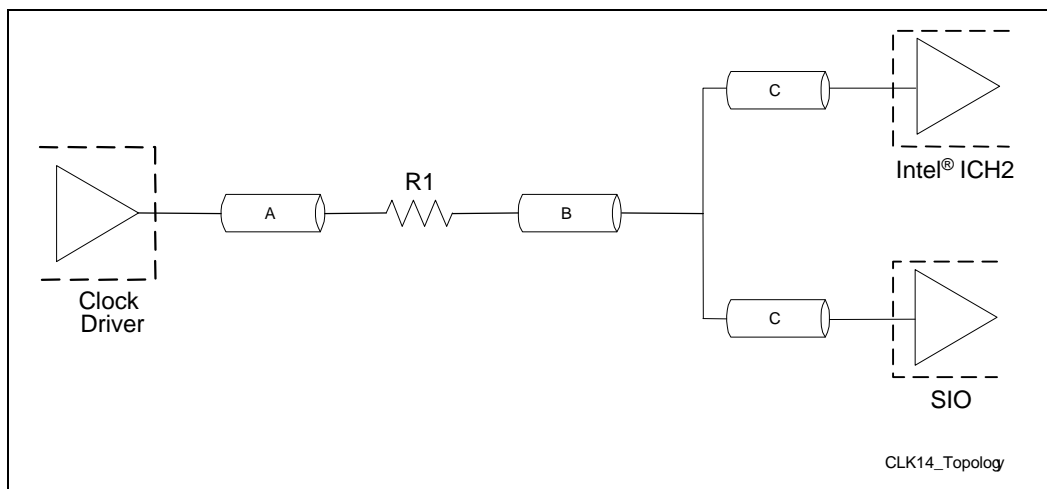 C
Intel® ICH2
R1
A
B
Clock
Driver
C
SIO
CLK14_Topology